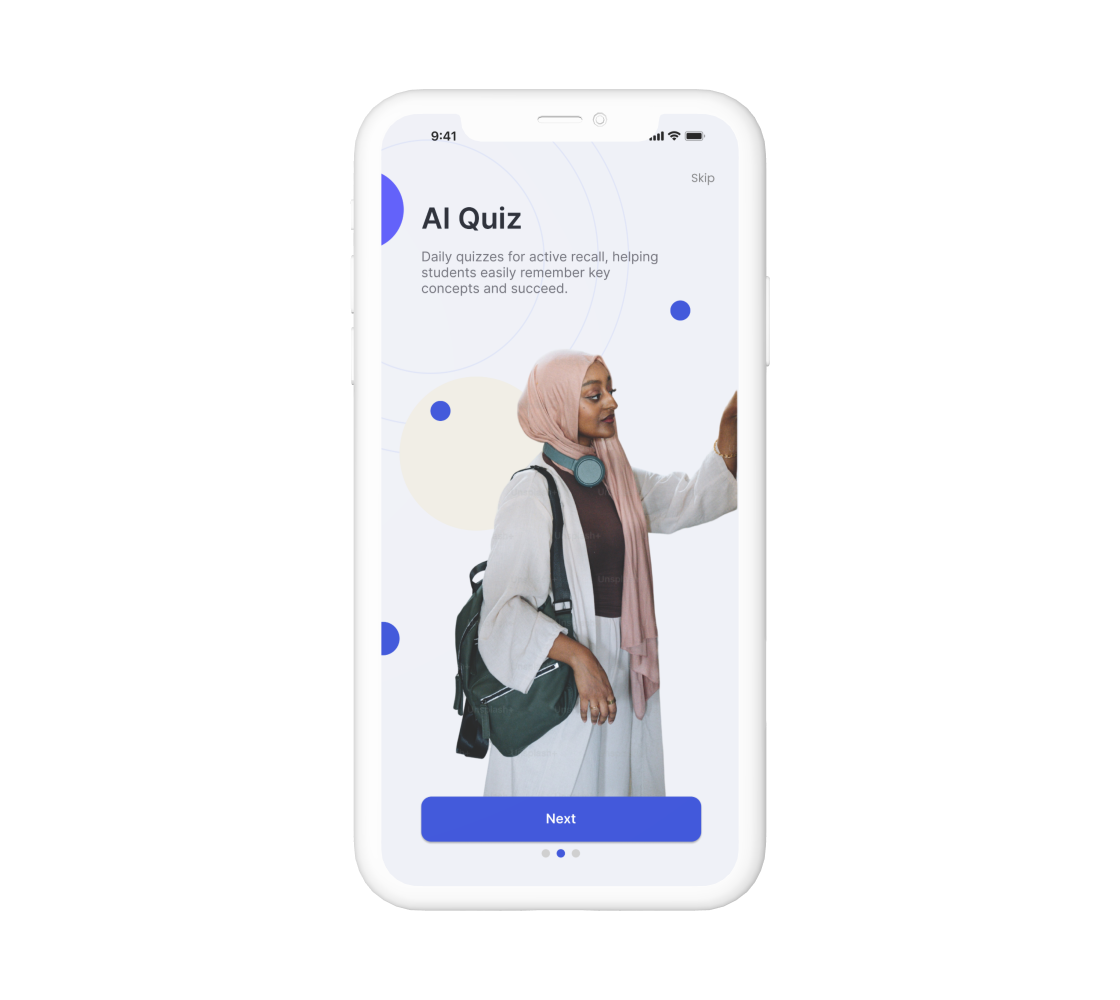 9:41
Skip
AI Quiz
Daily quizzes for active recall, helping
students easily remember key
concepts and succeed.
Next